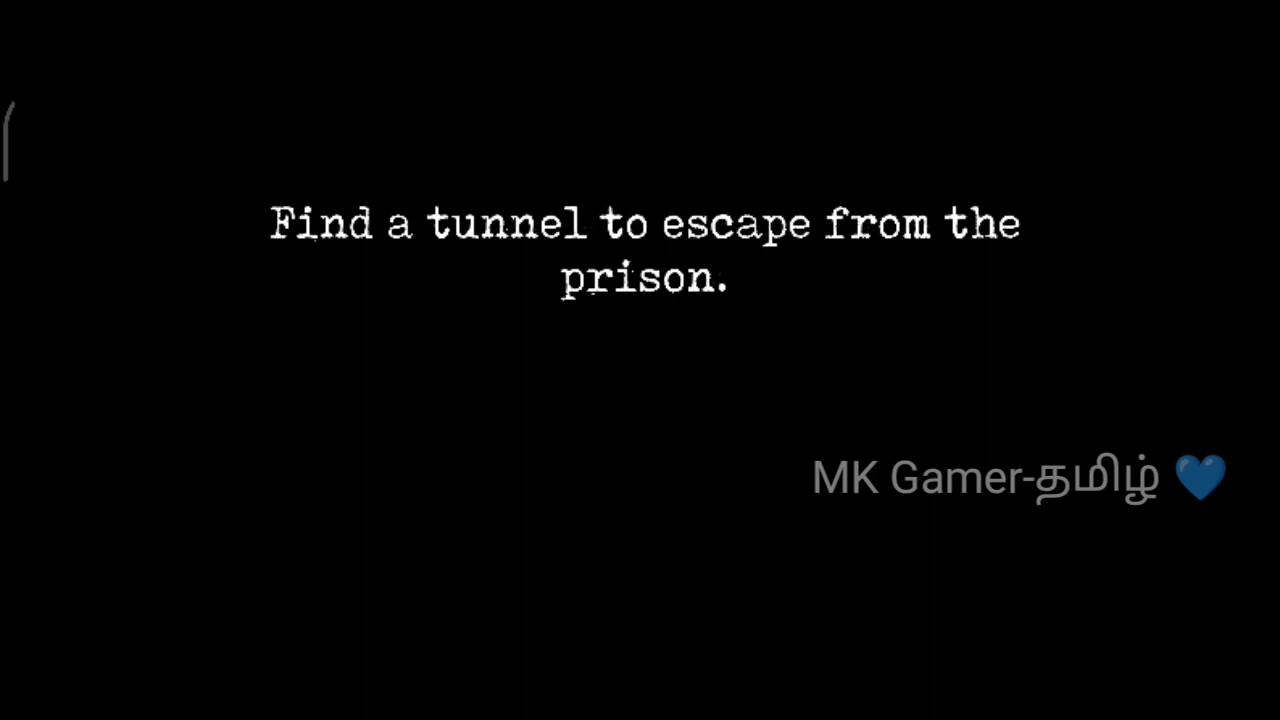 Find a tunnel to escape from the
prison.
MK Gamer-தமிழ் 💙